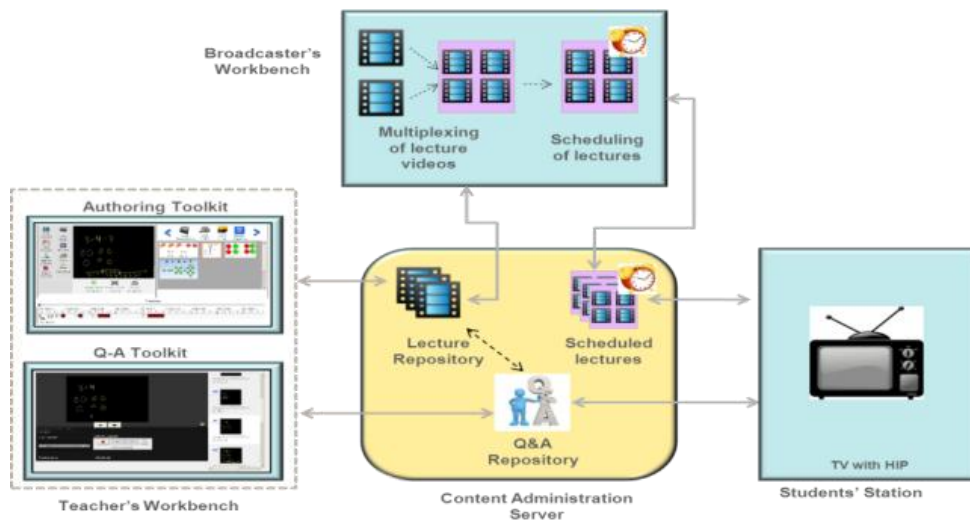 Broadcaster's
Workbench
Multiplexing
of lecture
videos
Scheduling
of lectures
Authoring Toolkit
Q-A Toolkit
Teacher's Workbench
Lecture
Repository
Scheduled
lectures
Q&A
Repository
Content Administration
Server
TV with HIP
Students' Station